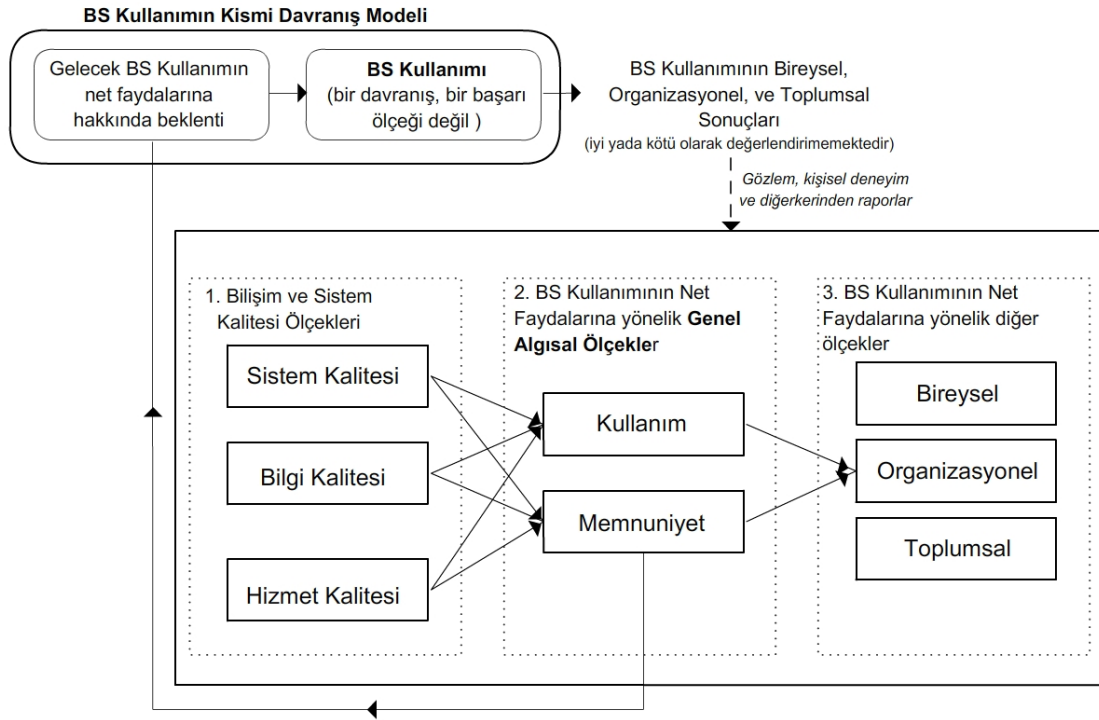 BS Kullanımın Kismi Davranış Modeli
Gelecek BS Kullanımın
net faydalarına
hakkında beklenti
BS Kullanımı
(bir davranış, bir başarı
ölçeği değil )
BS Kullanımının Bireysel,
Organizasyonel, ve Toplumsal
Sonuçları
(iyi yada kötü olarak değerlendirimemektedir)
Gözlem, kişisel deneyim
ve diğerkerinden raporlar
1. Bilişim ve Sistem
Kalitesi Ölçekleri
Sistem Kalitesi
Bilgi Kalitesi
Hizmet Kalitesi
2. BS Kullanımının Net
Faydalarına yönelik Genel
Algısal Ölçekler
Kullanım
Memnuniyet
3. BS Kullanımının Net
Faydalarına yönelik diğer
ölçekler
Bireysel
Organizasyonel
Toplumsal